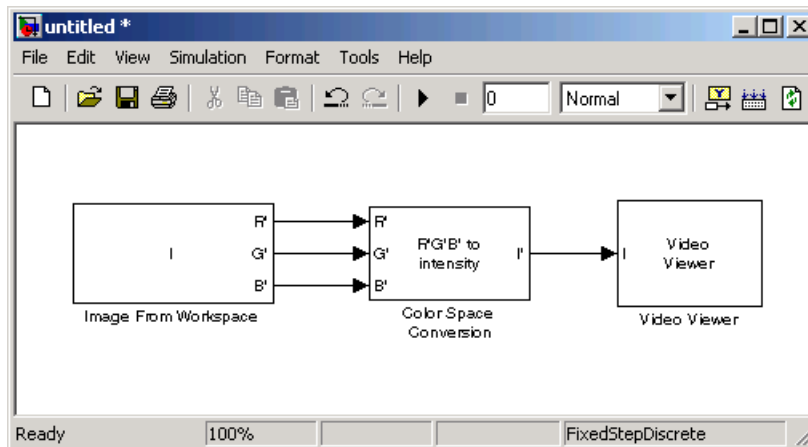 untitled *
File Edit View Simulation Format Tools Help
0 Normal
R' R'
I G' G' R'G'B' to intensity I' I Video Viewer
B' B'
Image From Workspace
Color Space
Conversion
Video Viewer
Ready 100% FixedStepDiscrete